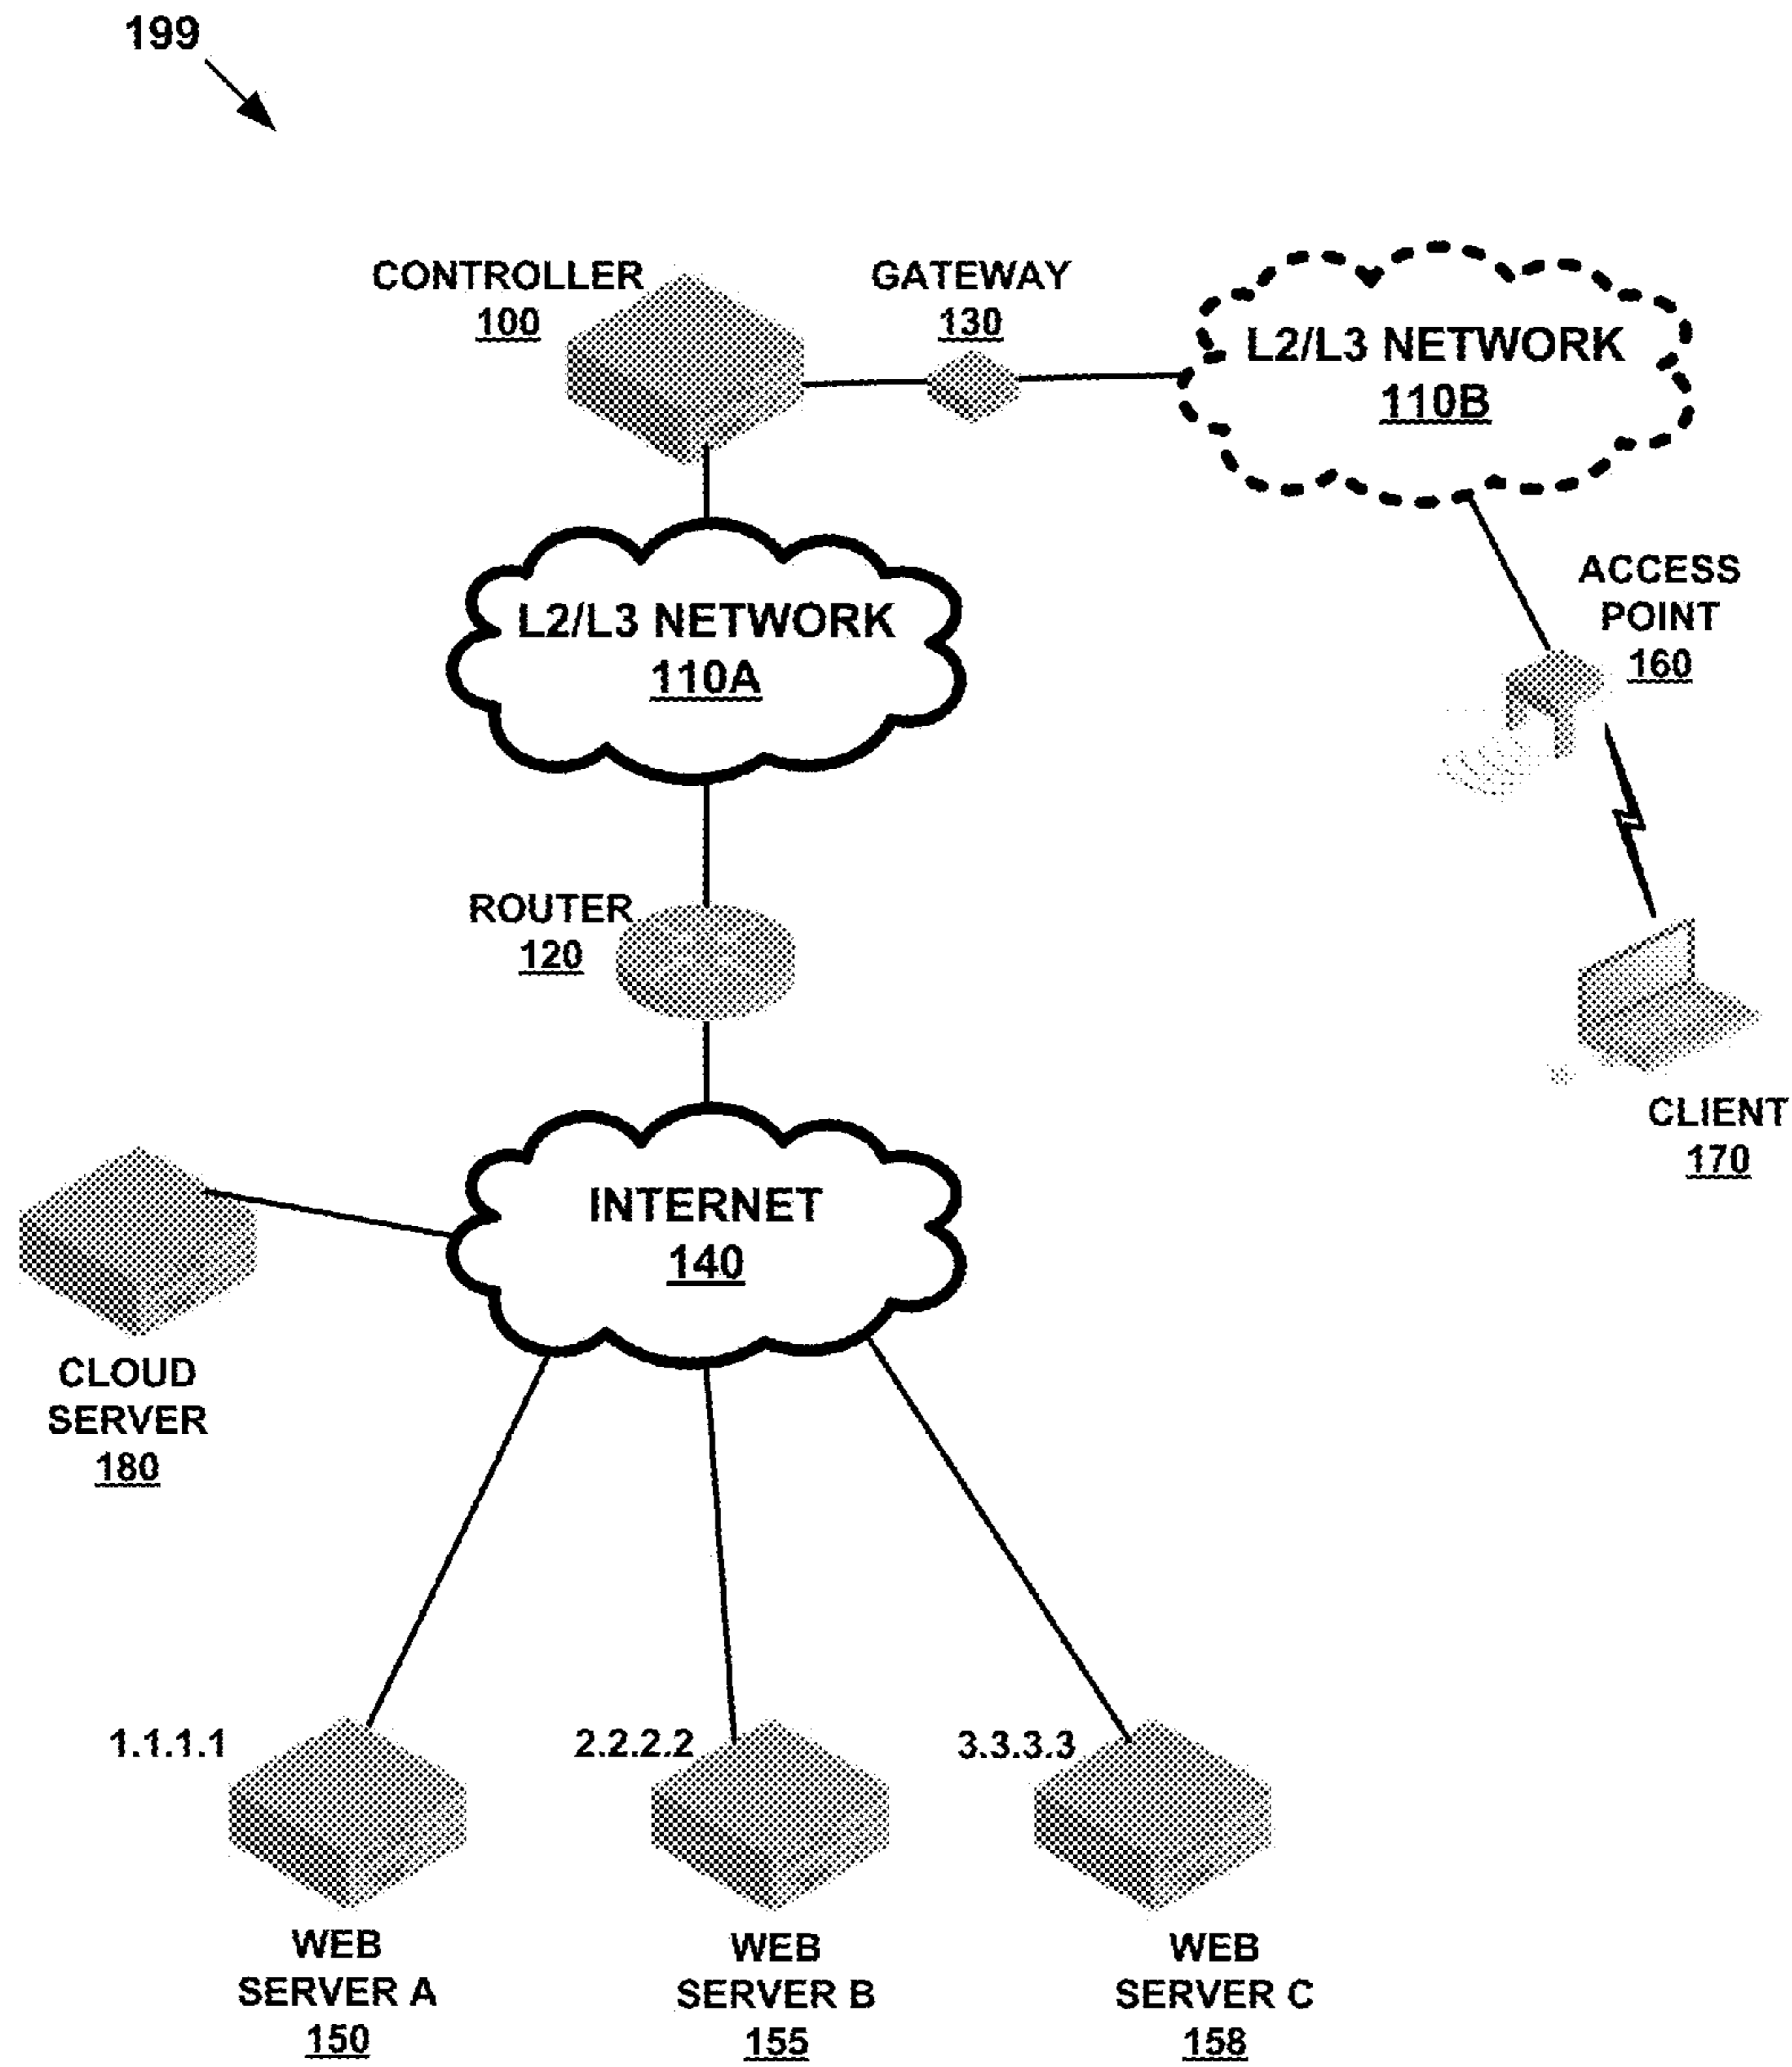 199
CONTROLLER
100
GATEWAY
130
L2/L3 NETWORK
110B
L2/L3 NETWORK
110A
ACCESS
POINT
160
ROUTER
120
CLIENT
170
INTERNET
140
CLOUD
SERVER
180
1.1.1.1
2.2.2.2
3.3.3.3
WEB
SERVER A
150
WEB
SERVER B
155
WEB
SERVER C
158